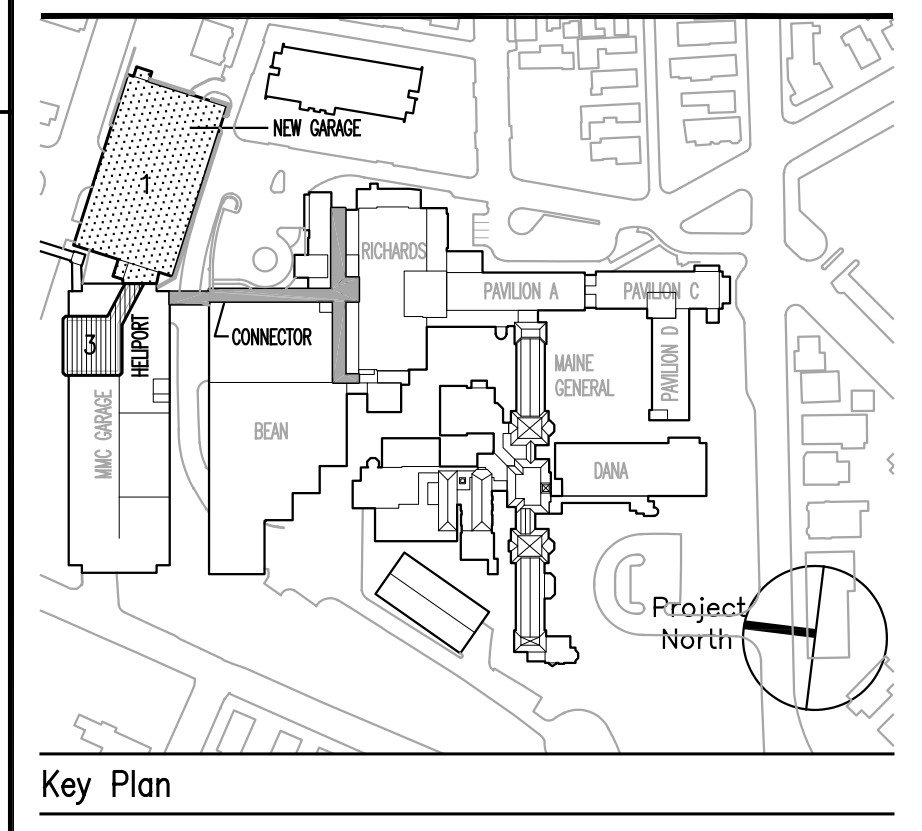 NEW GARAGE
1
RICHARDS
PAVILION A
PAVILION C
CONNECTOR
HELIPORT
3
PAVILION D
MAINE
GENERAL
MMC GARAGE
BEAN
DANA
Project
North
Key Plan